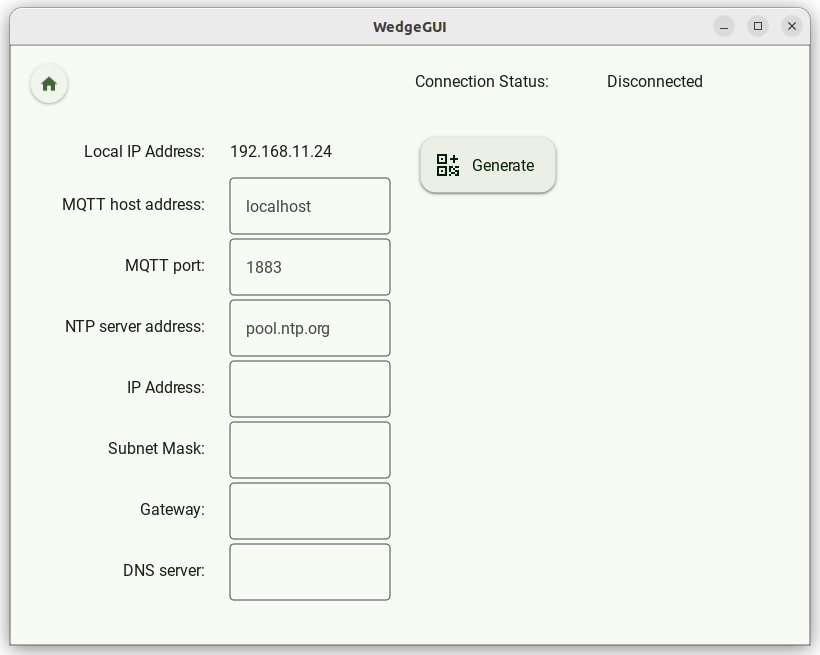 WedgeGUI
Connection Status: Disconnected
Local IP Address: 192.168.11.24
Generate
MQTT host address: localhost
MQTT port: 1883
NTP server address: pool.ntp.org
IP Address:
Subnet Mask:
Gateway:
DNS server: